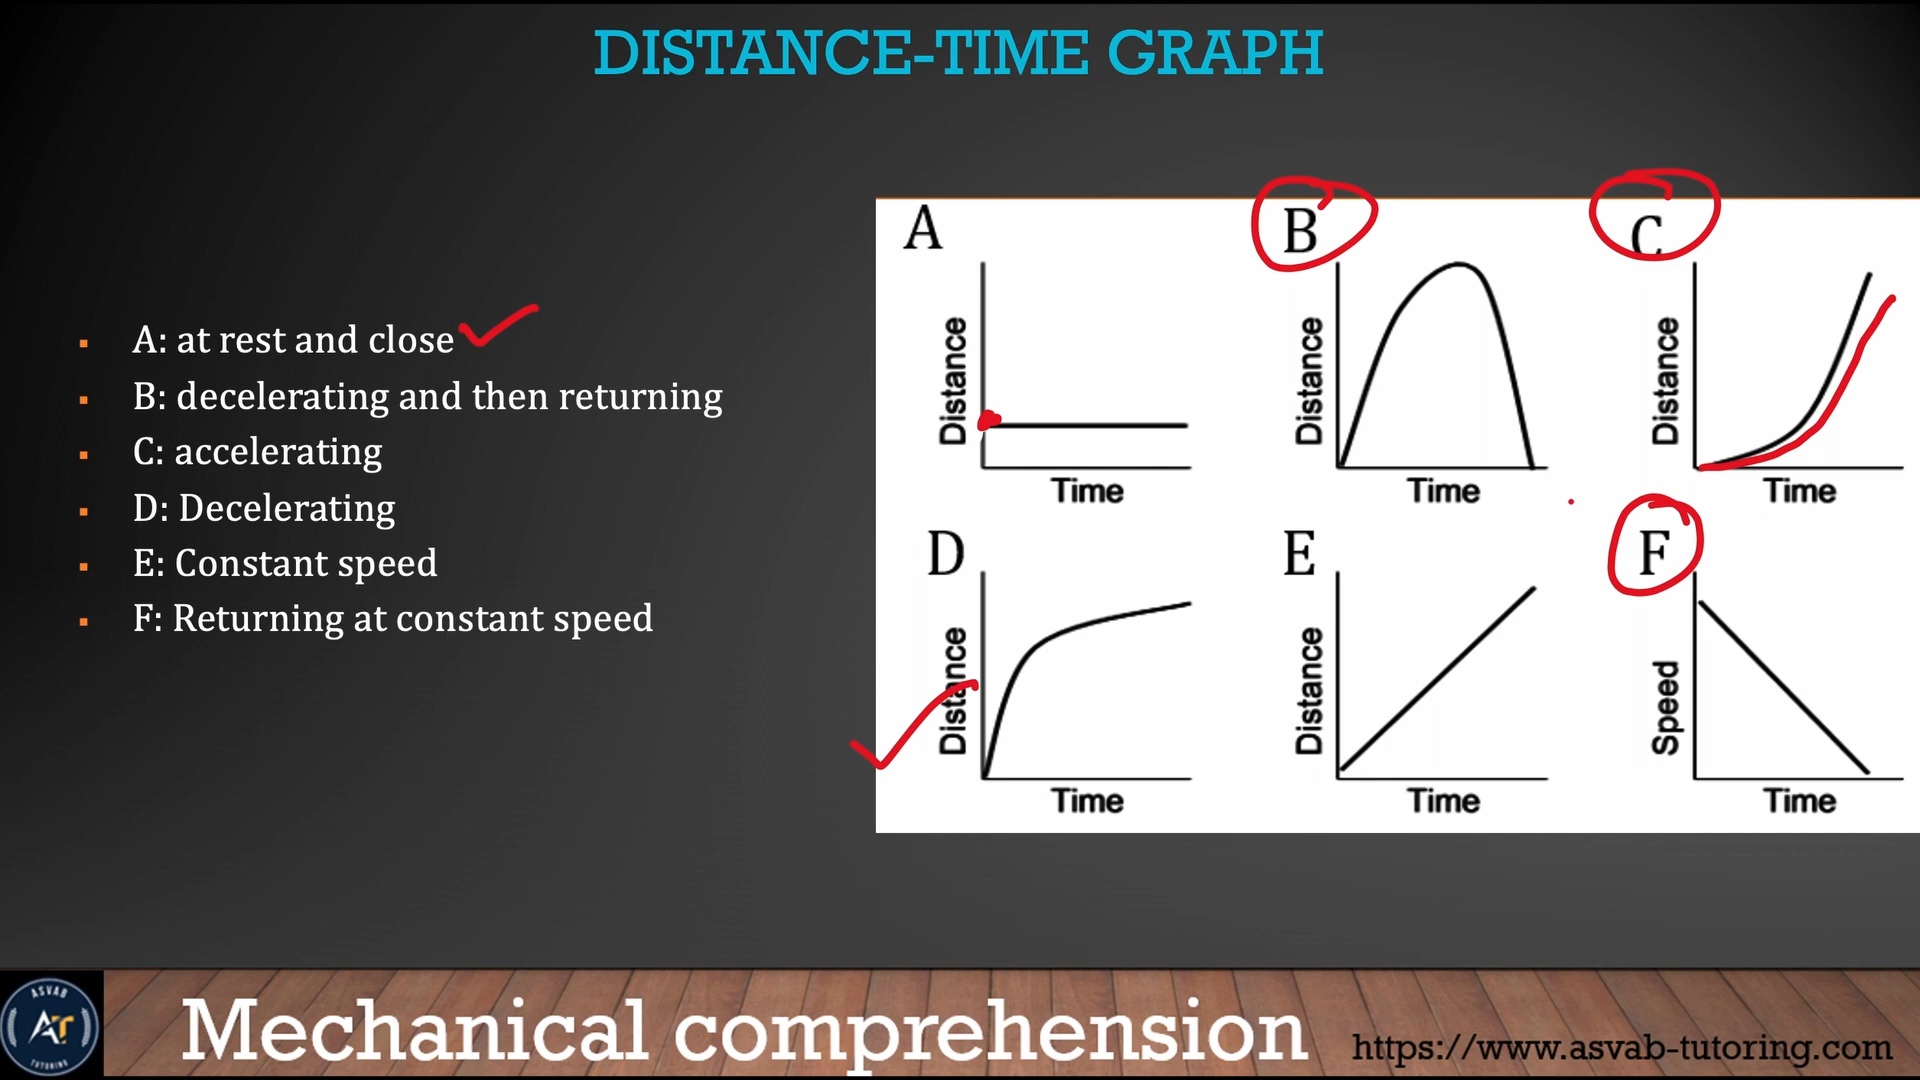 DISTANCE-TIME GRAPH
▪ A: at rest and close
▪ B: decelerating and then returning
▪ C: accelerating
▪ D: Decelerating
▪ E: Constant speed
▪ F: Returning at constant speed
A
Distance
Time
B
Distance
Time
C
Distance
Time
D
Distance
Time
E
Distance
Time
F
Speed
Time
ASVAB
AT
TUTORING
Mechanical comprehension
https://www.asvab-tutoring.com